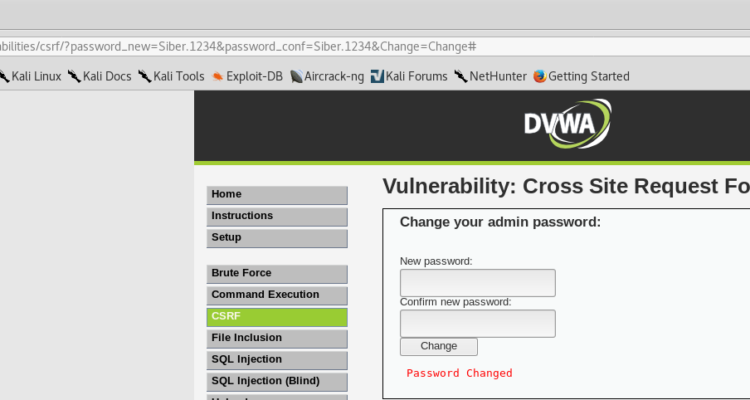 abilities/csrf/?password_new=Siber.1234&password_conf=Siber.1234&Change=Change#
Kali Linux Kali Docs Kali Tools Exploit-DB Aircrack-ng Kali Forums NetHunter Getting Started
DVWA
Home
Instructions
Setup
Brute Force
Command Execution
CSRF
File Inclusion
SQL Injection
SQL Injection (Blind)
Vulnerability: Cross Site Request Fo
Change your admin password:
New password:
Confirm new password:
Change
Password Changed